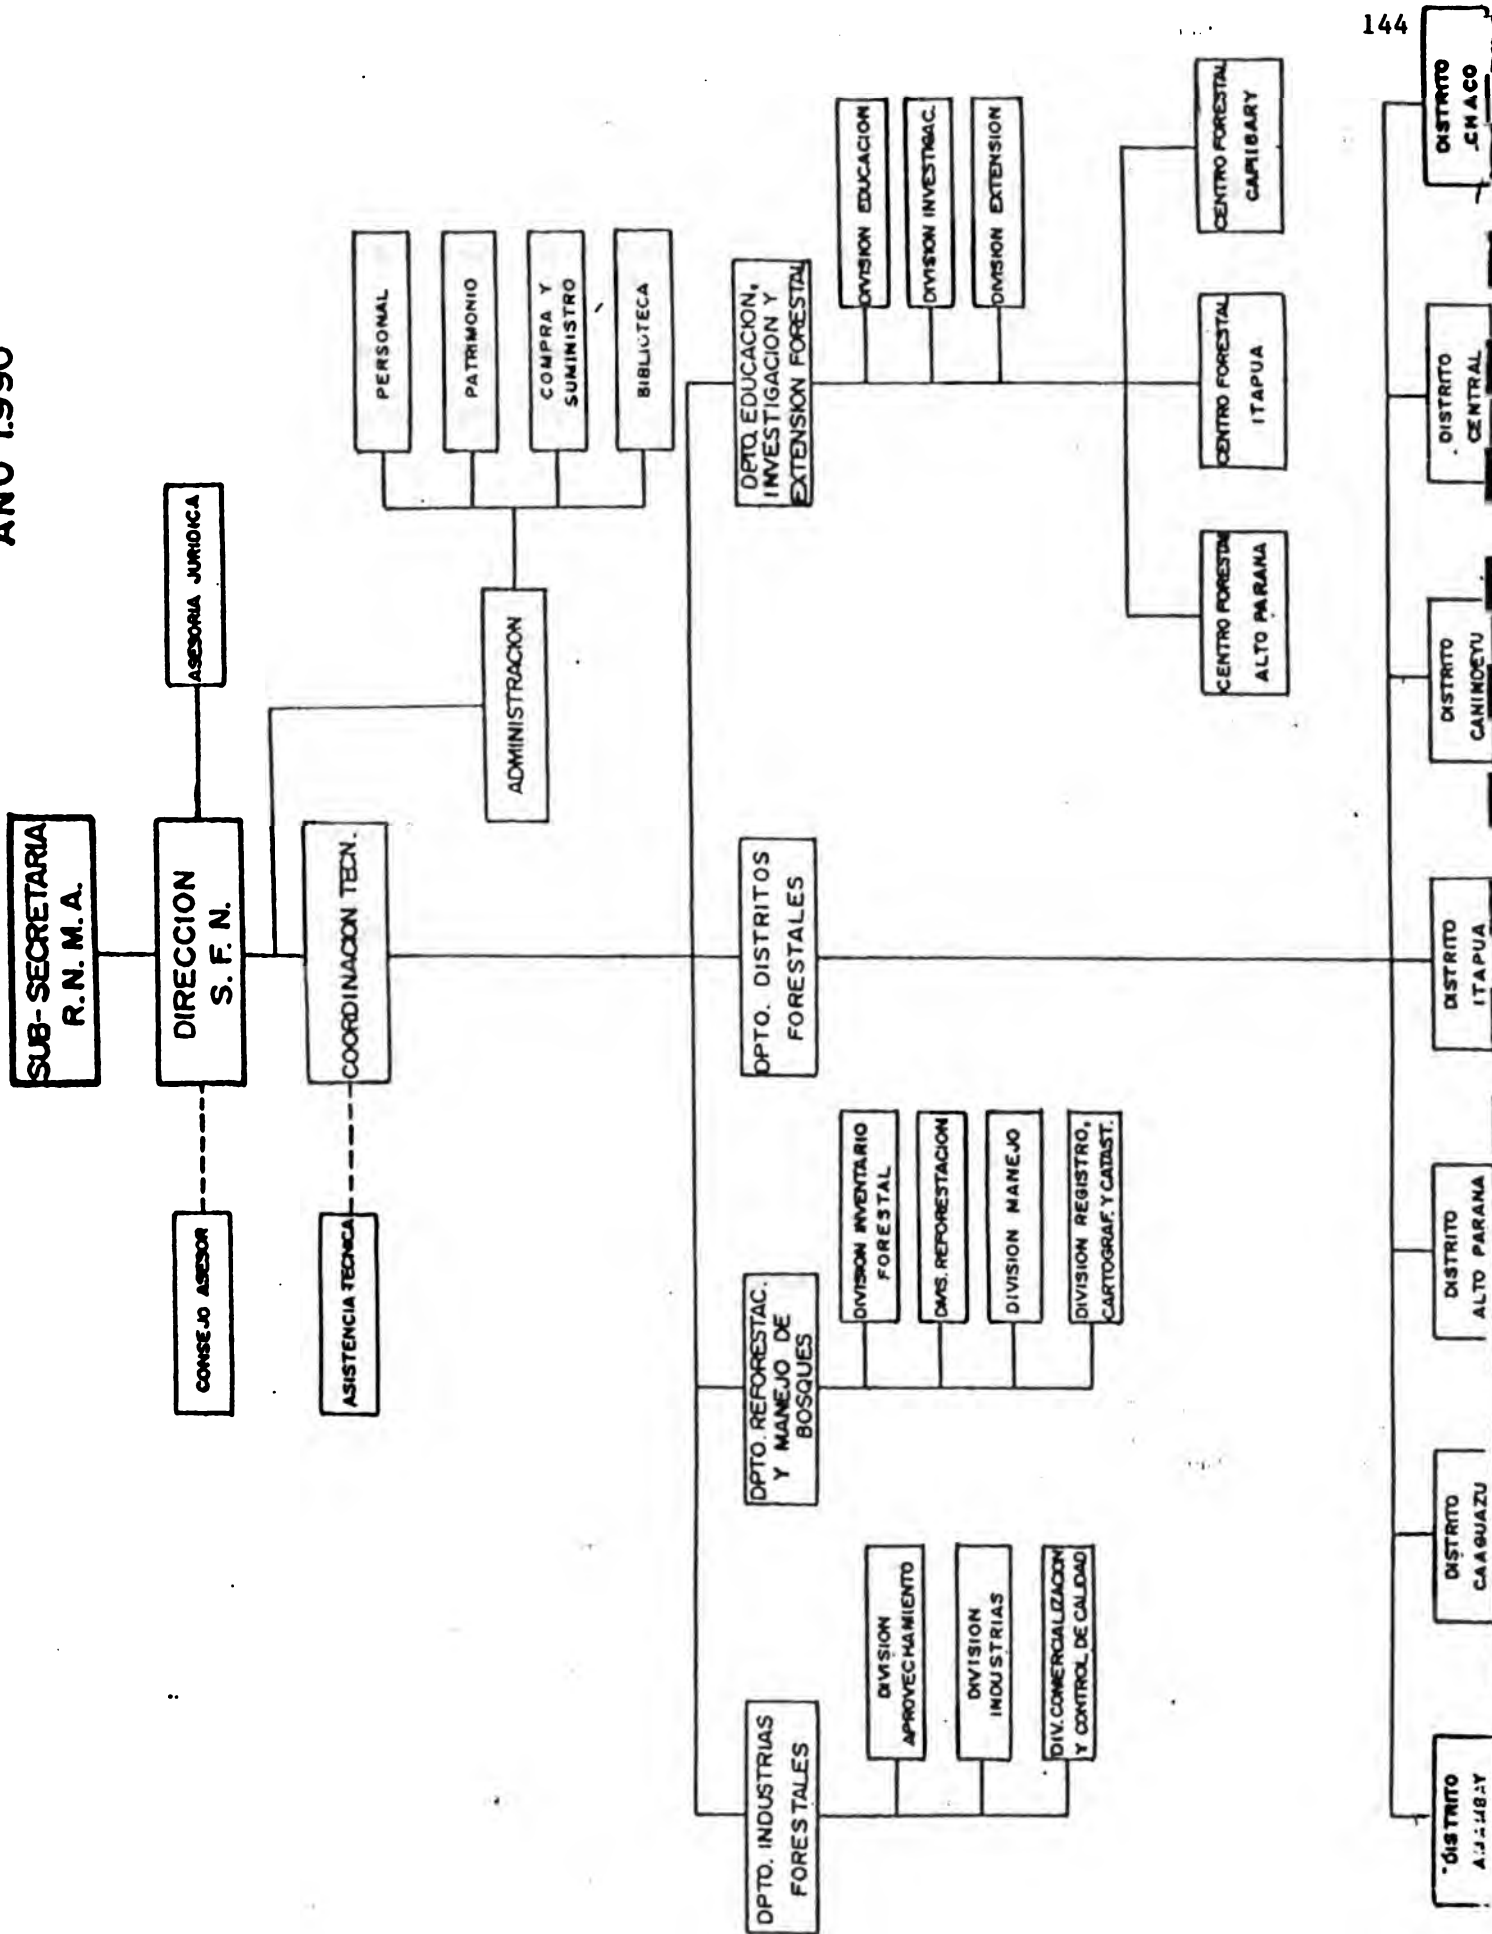 144
AÑO 1.990
SUB-SECRETARIA
R.N.M.A.
DIRECCION
S.F.N.
ASESORIA JURIDICA
CONSEJO ASESOR
COORDINACION TECN.
ASISTENCIA TECNICA
ADMINISTRACION
PERSONAL
PATRIMONIO
COMPRA Y
SUMINISTRO
BIBLIOTECA
DPTO. INDUSTRIAS
FORESTALES
DIVISION
APROVECHAMIENTO
DIVISION
INDUSTRIAS
DIV. COMERCIALIZACION
Y CONTROL DE CALIDAD
DPTO. REFORESTAC.
Y MANEJO DE
BOSQUES
DIVISION INVENTARIO
FORESTAL
DIVIS. REFORESTACION
DIVISION MANEJO
DIVISION REGISTRO,
CARTOGRAF. Y CATAST.
DPTO. DISTRITOS
FORESTALES
DPTO. EDUCACION,
INVESTIGACION Y
EXTENSION FORESTAL
DIVISION EDUCACION
DIVISION INVESTIGAC.
DIVISION EXTENSION
CENTRO FORESTAL
ALTO PARANA
CENTRO FORESTAL
ITAPUA
CENTRO FORESTAL
CAPIIBARY
DISTRITO
DISTRITO
CAAGUAZU
DISTRITO
ALTO PARANA
DISTRITO
ITAPUA
DISTRITO
CANINDEYU
DISTRITO
CENTRAL
DISTRITO
CHACO